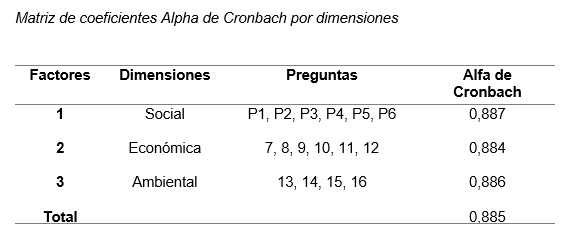 Matriz de coeficientes Alpha de Cronbach por dimensiones
Factores Dimensiones Preguntas Alfa de Cronbach
1 Social P1, P2, P3, P4, P5, P6 0,887
2 Económica 7, 8, 9, 10, 11, 12 0,884
3 Ambiental 13, 14, 15, 16 0,886
Total 0,885